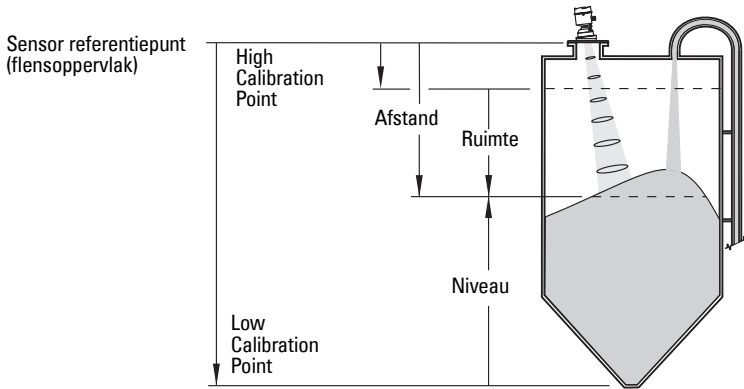 Sensor referentiepunt
(flensoppervlak)
High
Calibration
Point
Afstand
Ruimte
Niveau
Low
Calibration
Point